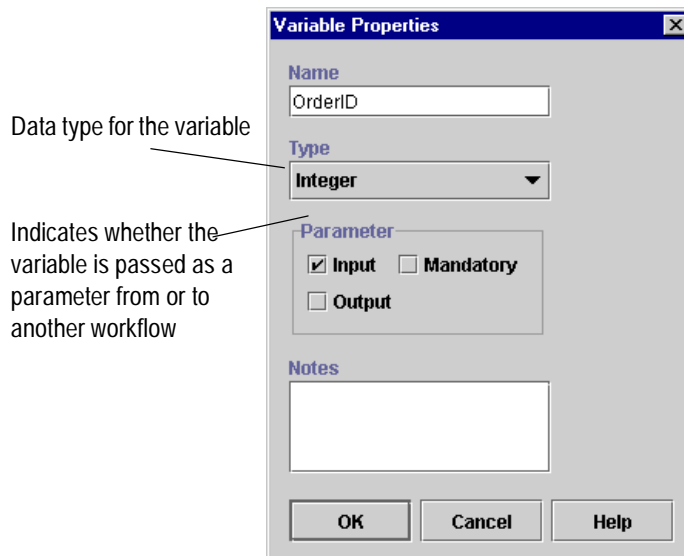 Variable Properties
Name
OrderID
Data type for the variable
Type
Integer
Indicates whether the
variable is passed as a
parameter from or to
another workflow
Parameter
Input
Mandatory
Output
Notes
OK
Cancel
Help